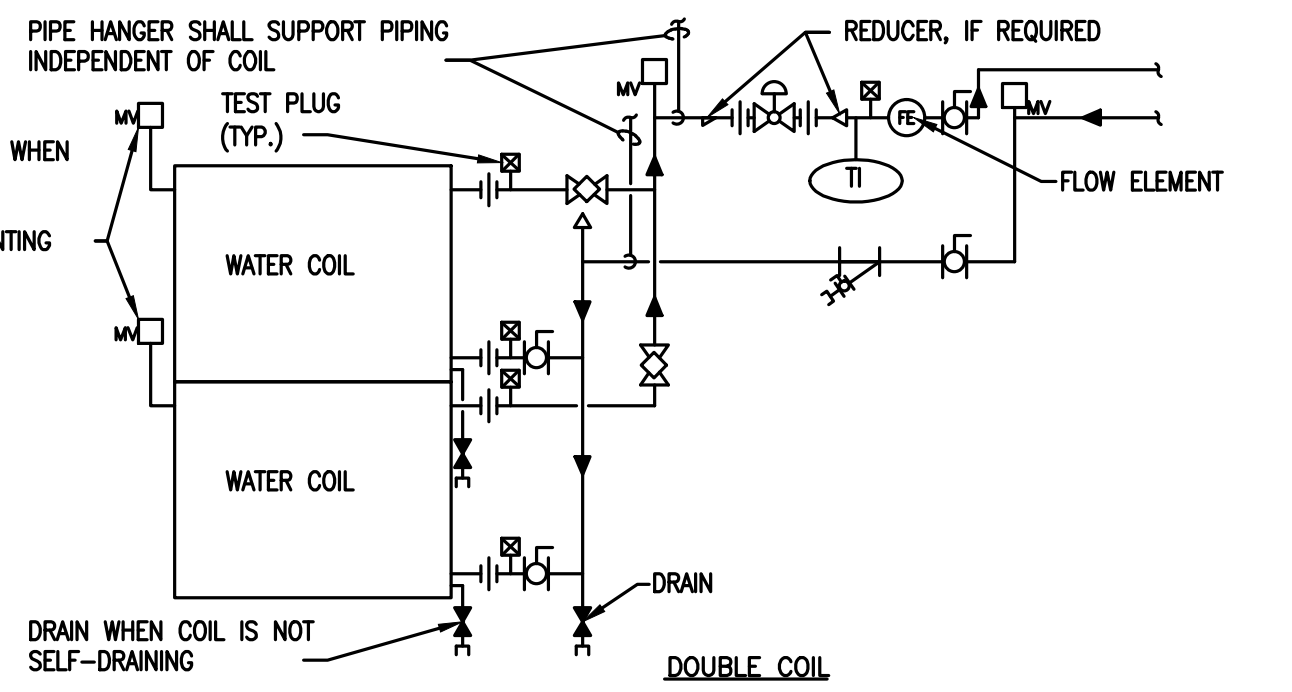 PIPE HANGER SHALL SUPPORT PIPING
INDEPENDENT OF COIL
REDUCER, IF REQUIRED
MV
TEST PLUG
(TYP.)
MV
MV
FE
WHEN
TI
FLOW ELEMENT
NTING
WATER COIL
MV
WATER COIL
DRAIN
DRAIN WHEN COIL IS NOT
SELF-DRAINING
DOUBLE COIL